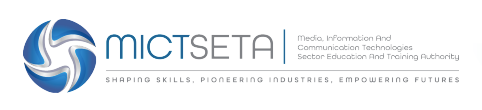 MICTSETA
Media, Information And
Communication Technologies
Sector Education And Training Authority
SHAPING SKILLS, PIONEERING INDUSTRIES, EMPOWERING FUTURES